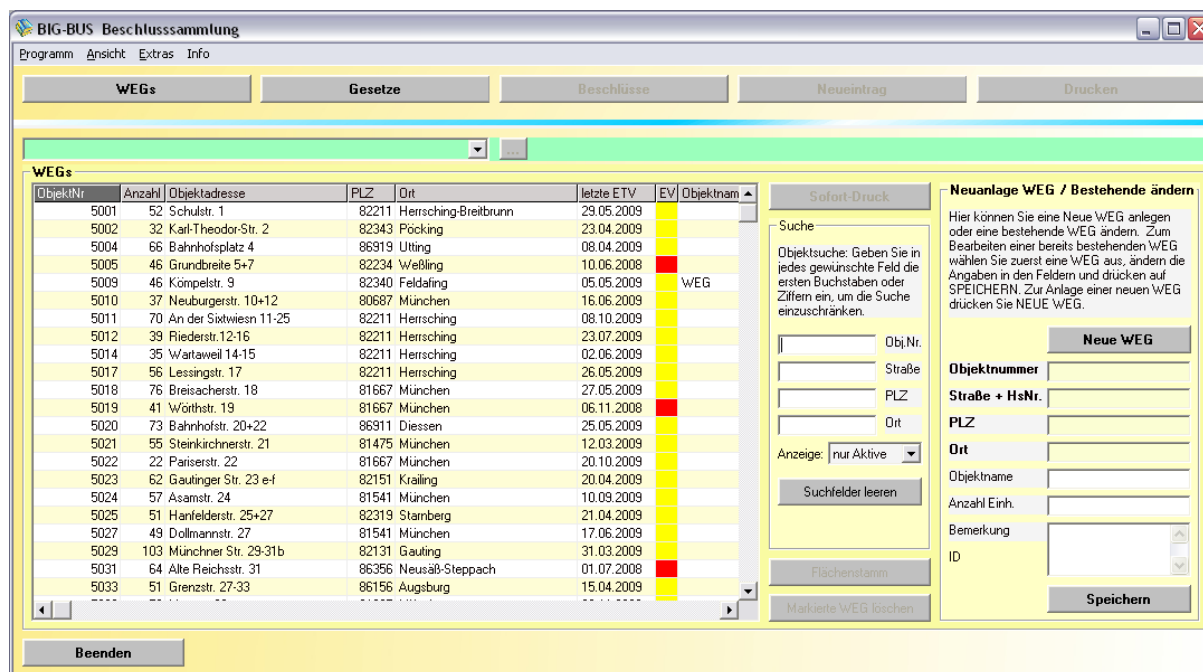 BIG-BUS Beschlusssammlung
Programm Ansicht Extras Info
WEGs Gesetze Beschlüsse Neueintrag Drucken
...
WEGs
ObjektNr Anzahl Objektadresse PLZ Ort letzte ETV EV Objektnam
5001 52 Schulstr. 1 82211 Herrsching-Breitbrunn 29.05.2009
5002 32 Karl-Theodor-Str. 2 82343 Pöcking 23.04.2009
5004 66 Bahnhofsplatz 4 86919 Utting 08.04.2009
5005 46 Grundbreite 5+7 82234 Weßling 10.06.2008
5009 46 Kömpelstr. 9 82340 Feldafing 05.05.2009 WEG
5010 37 Neuburgerstr. 10+12 80687 München 16.06.2009
5011 70 An der Sixtwiesn 11-25 82211 Herrsching 08.10.2009
5012 39 Riederstr.12-16 82211 Herrsching 23.07.2009
5014 35 Wartaweil 14-15 82211 Herrsching 02.06.2009
5017 56 Lessingstr. 17 82211 Herrsching 26.05.2009
5018 76 Breisacherstr. 18 81667 München 27.05.2009
5019 41 Wörthstr. 19 81667 München 06.11.2008
5020 73 Bahnhofstr. 20+22 86911 Diessen 25.05.2009
5021 55 Steinkirchnerstr. 21 81475 München 12.03.2009
5022 22 Pariserstr. 22 81667 München 20.10.2009
5023 62 Gautinger Str. 23 e-f 82151 Krailing 20.04.2009
5024 57 Asamstr. 24 81541 München 10.09.2009
5025 51 Hanfelderstr. 25+27 82319 Starnberg 21.04.2009
5027 49 Dollmannstr. 27 81541 München 17.06.2009
5029 103 Münchner Str. 29-31b 82131 Gauting 31.03.2009
5031 64 Alte Reichsstr. 31 86356 Neusäß-Steppach 01.07.2008
5033 51 Grenzstr. 27-33 86156 Augsburg 15.04.2009
Sofort-Druck
Suche
Objektsuche: Geben Sie in
jedes gewünschte Feld die
ersten Buchstaben oder
Ziffern ein, um die Suche
einzuschränken.
Obj.Nr.
Straße
PLZ
Ort
Anzeige: nur Aktive
Suchfelder leeren
Flächenstamm
Markierte WEG löschen
Neuanlage WEG / Bestehende ändern
Hier können Sie eine Neue WEG anlegen
oder eine bestehende WEG ändern. Zum
Bearbeiten einer bereits bestehenden WEG
wählen Sie zuerst eine WEG aus, ändern die
Angaben in den Feldern und drücken auf
SPEICHERN. Zur Anlage einer neuen WEG
drücken Sie NEUE WEG.
Neue WEG
Objektnummer
Straße + HsNr.
PLZ
Ort
Objektname
Anzahl Einh.
Bemerkung
ID
Speichern
Beenden